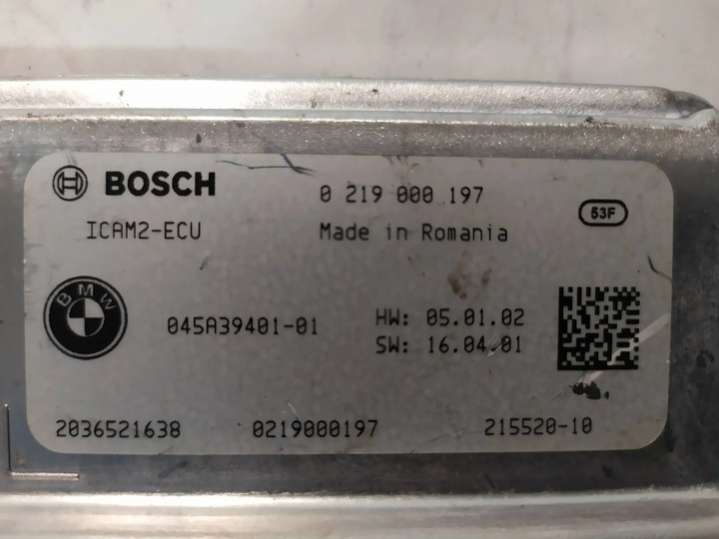 BOSCH 0 219 000 197
53F
ICAM2-ECU Made in Romania
BMW
045A39401-01 HW: 05.01.02
SW: 16.04.01
2036521638 0219000197 215520-10